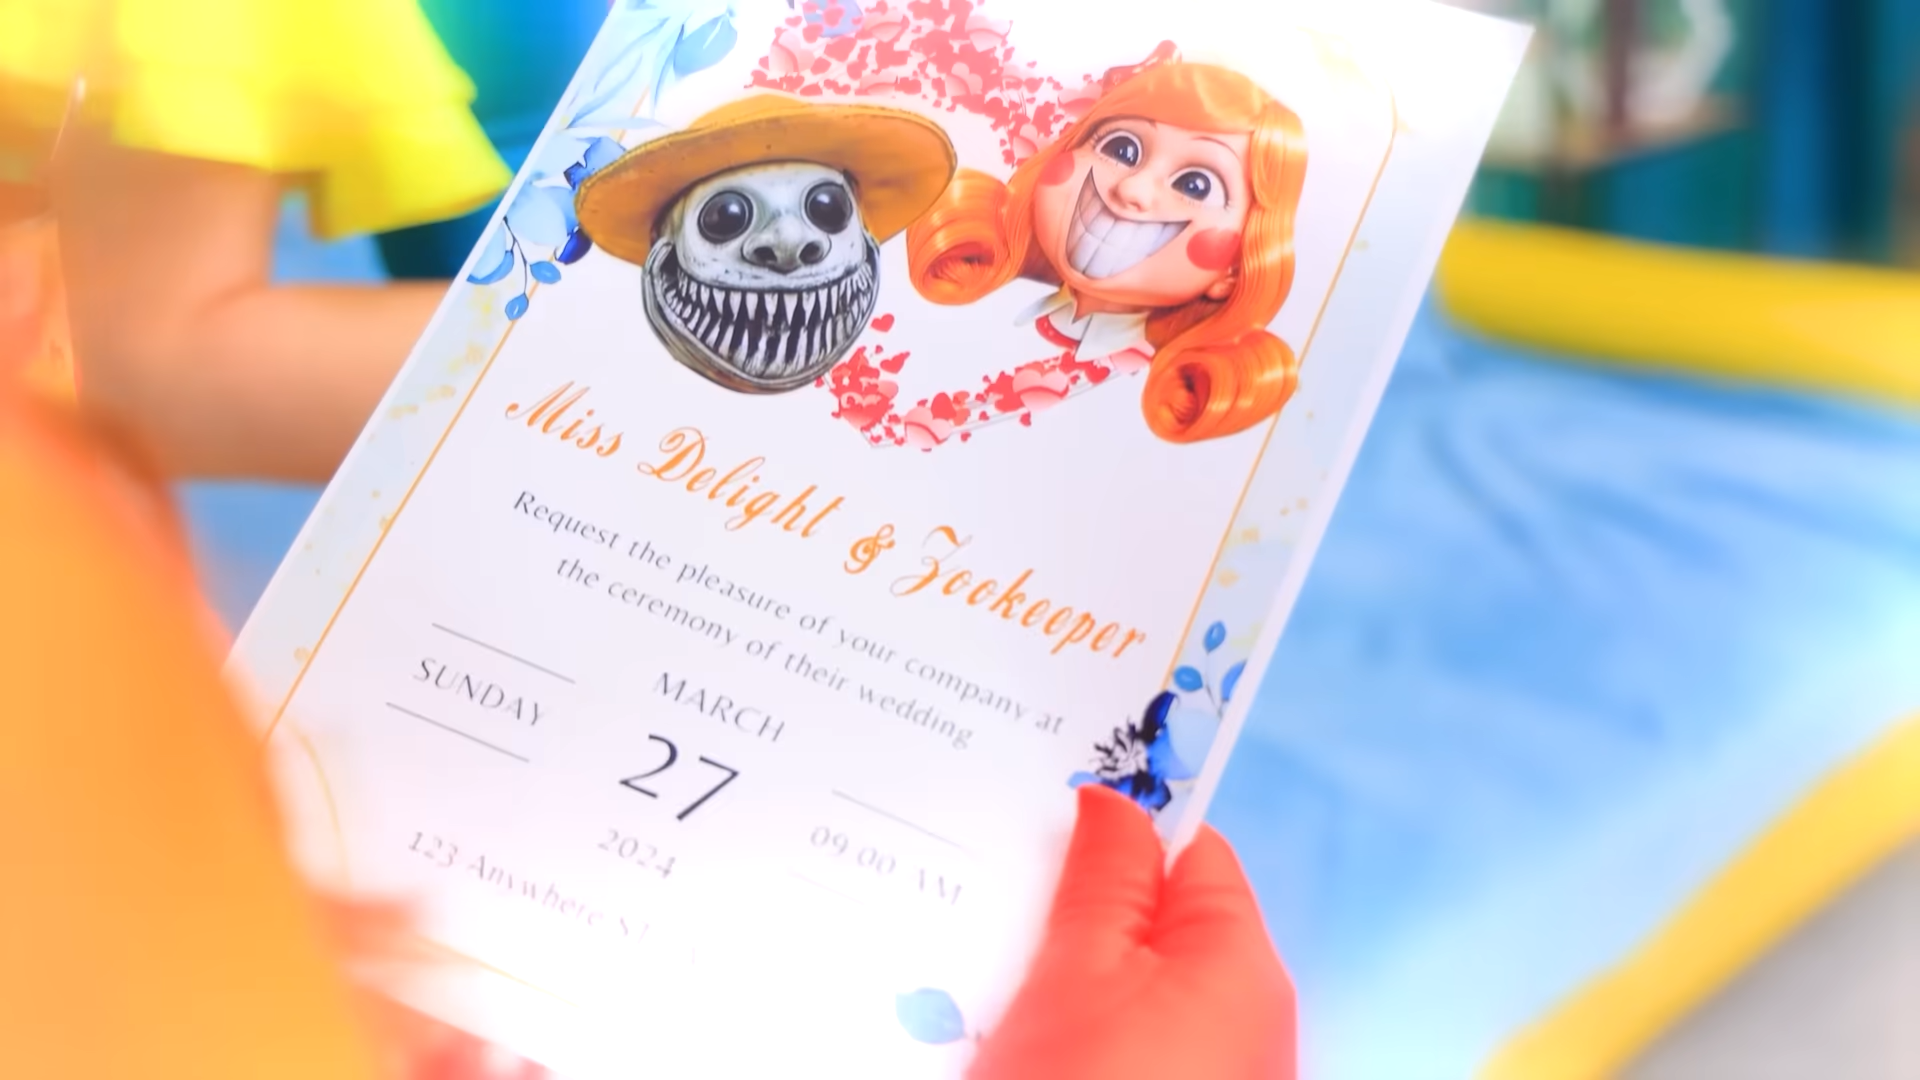 Miss Delight & Zookeeper
Request the pleasure of your company at
the ceremony of their wedding
SUNDAY
MARCH
27
2024
09.00 AM
123 Anywhere